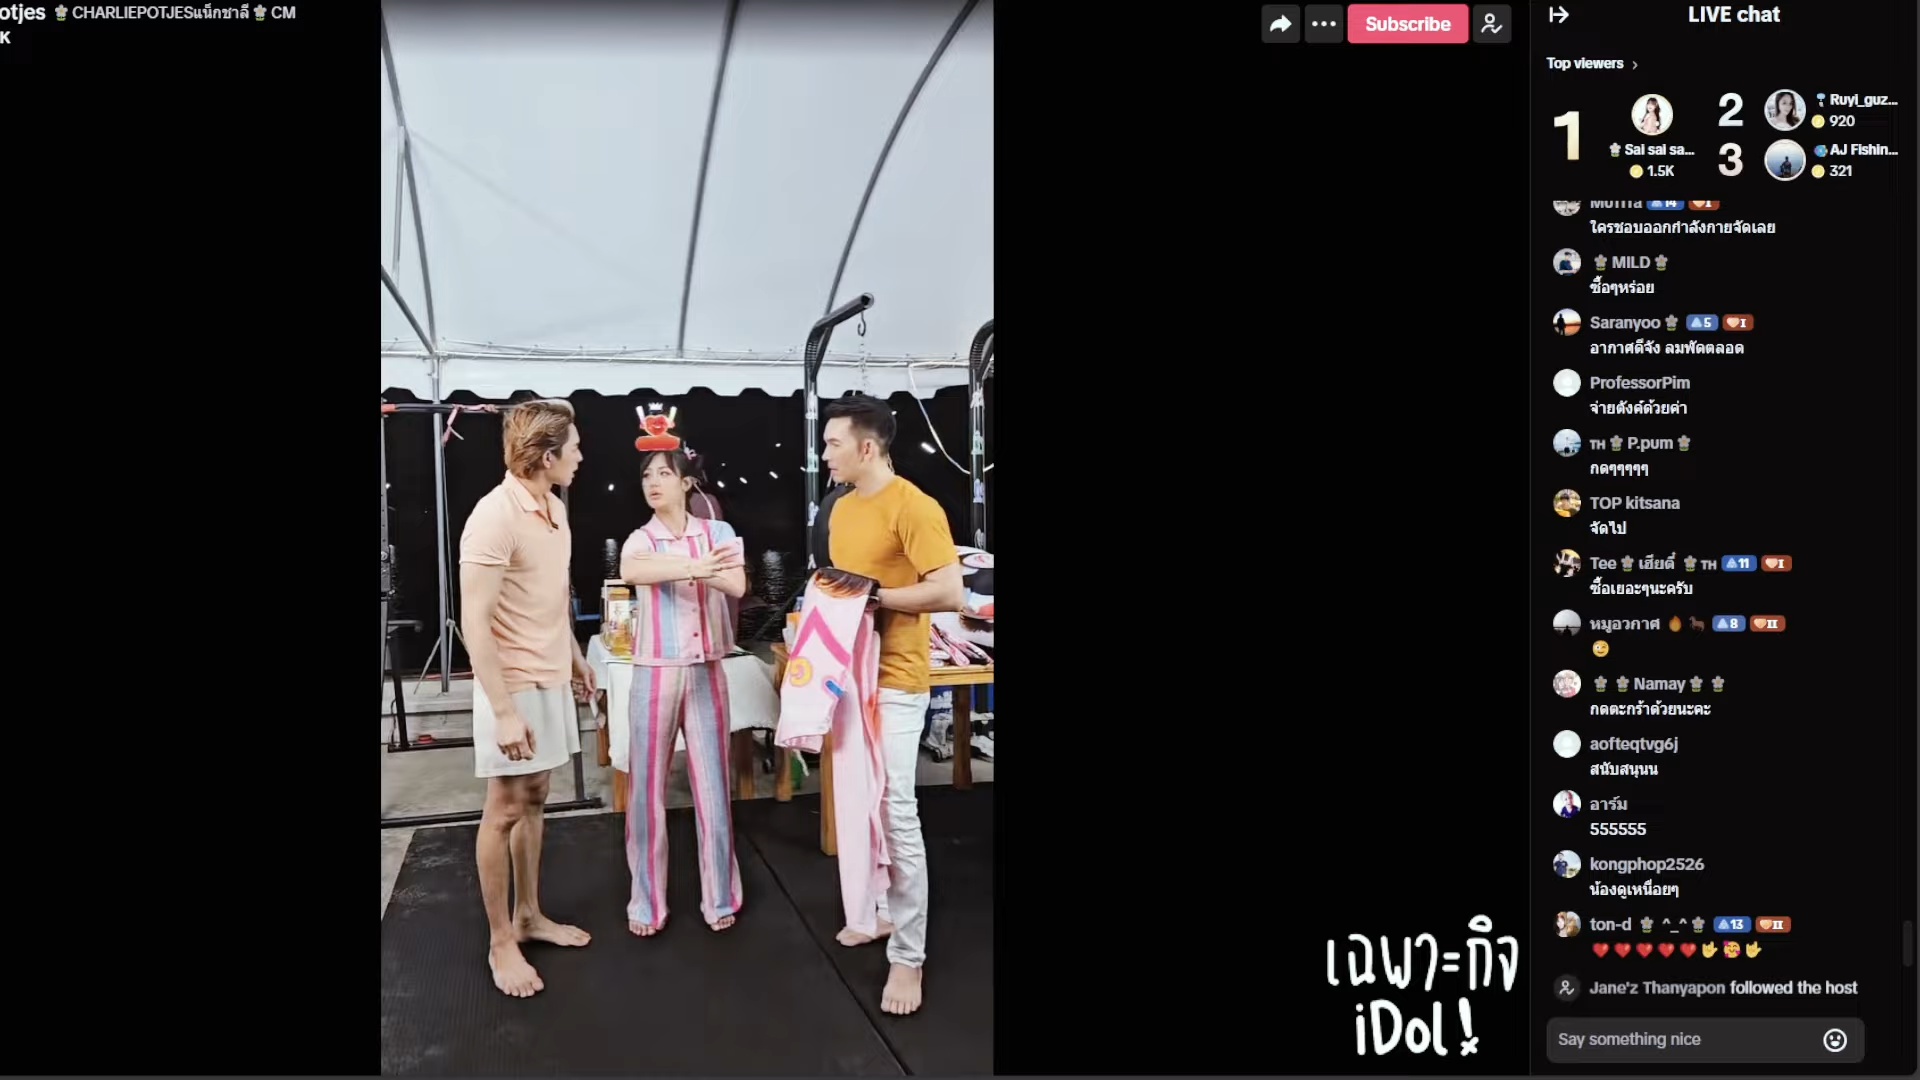 otjes CHARLIEPOTJESแน็กชาลี CM
K
Subscribe
LIVE chat
Top viewers
1
Sai sai sa...
1.5K
2
Ruyi_guz...
920
3
AJ Fishin...
321
14 I
ใครชอบออกกำลังกายจัดเลย
MILD
ซื้อๆหร่อย
Saranyoo 5 I
อากาศดีจัง ลมพัดตลอด
ProfessorPim
จ่ายตังค์ด้วยค่า
TH P.pum
กดๆๆๆๆๆ
TOP kitsana
จัดไป
Tee เฮียตี๋ TH 11 I
ซื้อเยอะๆนะครับ
หมูอวกาศ 8 II
Namay
กดตะกร้าด้วยนะคะ
aofteqtvg6j
สนับสนุนน
อาร์ม
555555
kongphop2526
น้องดูเหนื่อยๆ
ton-d ^_^ 13 II
Jane'z Thanyapon followed the host
Say something nice
เฉพาะกิจ
iDol!